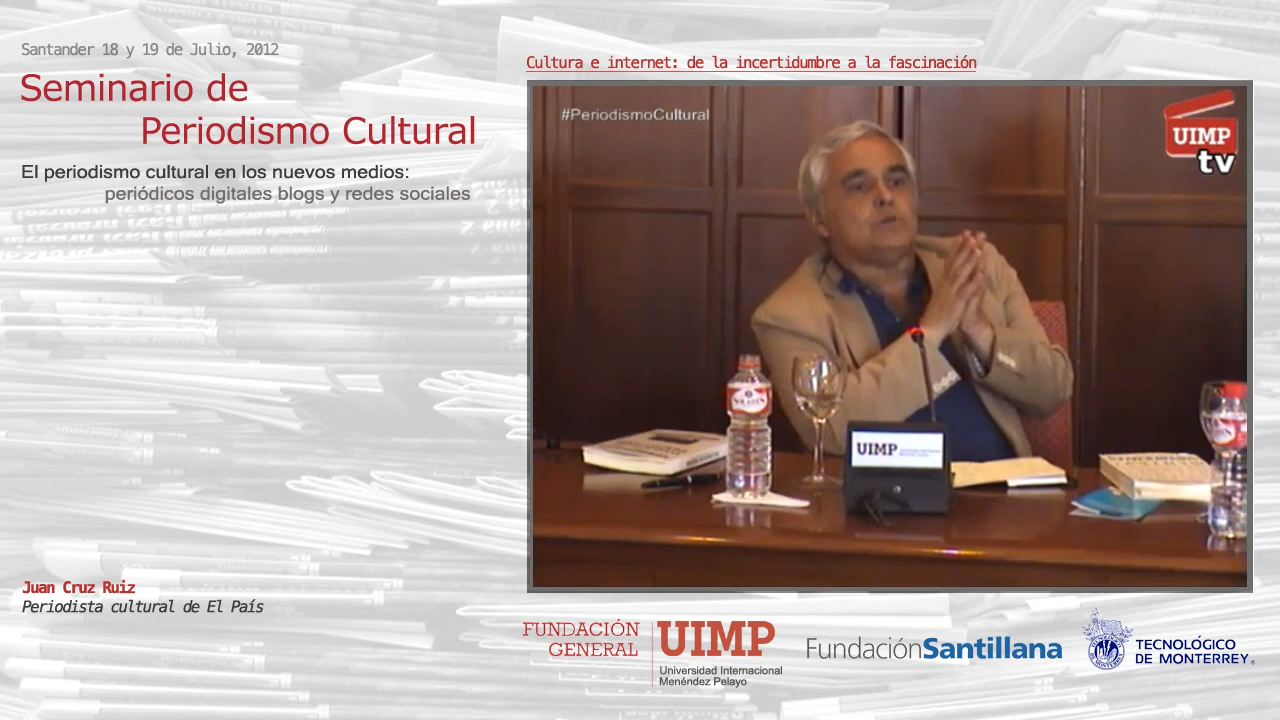 Santander 18 y 19 de Julio, 2012
Seminario de
Periodismo Cultural
El periodismo cultural en los nuevos medios:
periódicos digitales blogs y redes sociales
Cultura e internet: de la incertidumbre a la fascinación
#PeriodismoCultural
UIMP
tv
UIMP
Juan Cruz Ruiz
Periodista cultural de El País
FUNDACIÓN
GENERAL
UIMP
Universidad Internacional
Menéndez Pelayo
FundaciónSantillana
TECNOLÓGICO
DE MONTERREY®